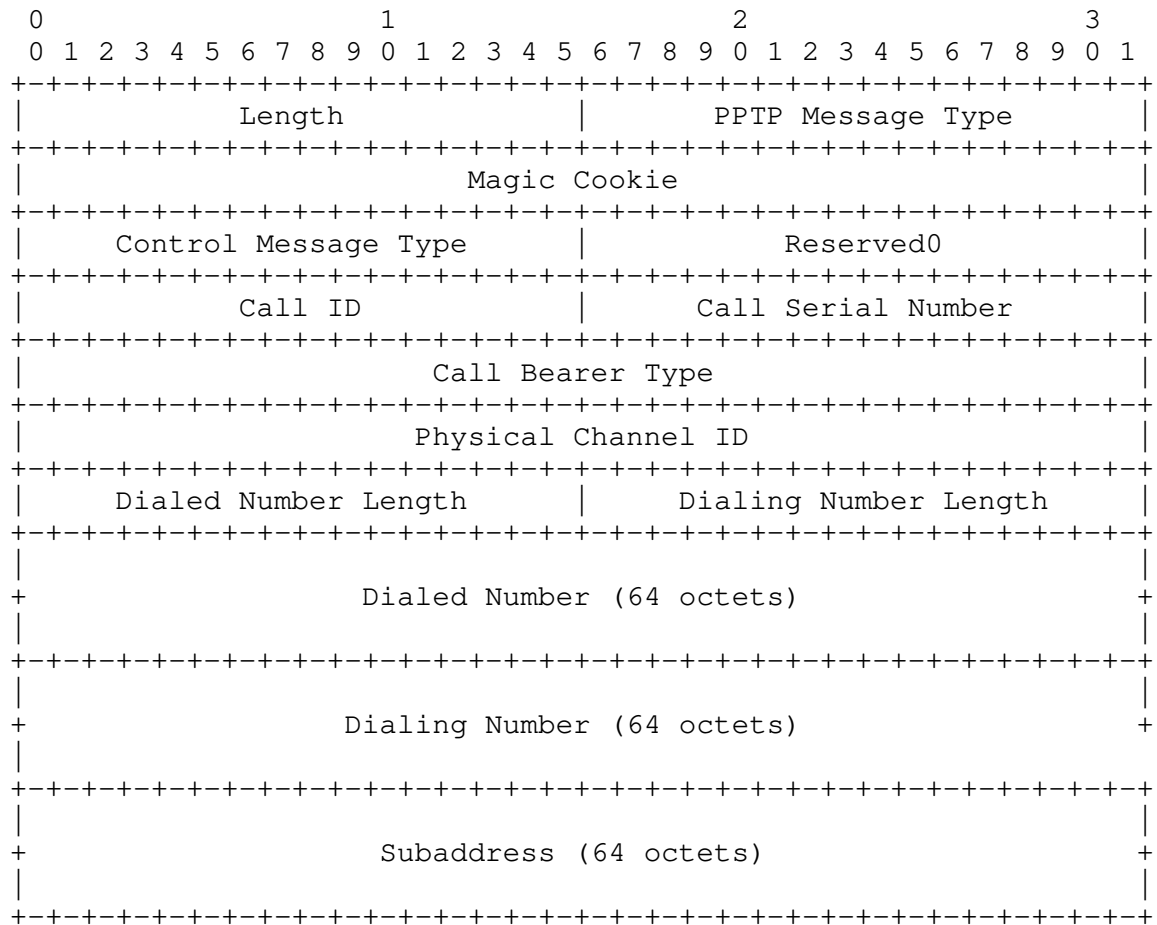 0                   1                   2                   3
 0 1 2 3 4 5 6 7 8 9 0 1 2 3 4 5 6 7 8 9 0 1 2 3 4 5 6 7 8 9 0 1
+-+-+-+-+-+-+-+-+-+-+-+-+-+-+-+-+-+-+-+-+-+-+-+-+-+-+-+-+-+-+-+-+
|            Length             |       PPTP Message Type       |
+-+-+-+-+-+-+-+-+-+-+-+-+-+-+-+-+-+-+-+-+-+-+-+-+-+-+-+-+-+-+-+-+
|                         Magic Cookie                          |
+-+-+-+-+-+-+-+-+-+-+-+-+-+-+-+-+-+-+-+-+-+-+-+-+-+-+-+-+-+-+-+-+
|     Control Message Type      |           Reserved0           |
+-+-+-+-+-+-+-+-+-+-+-+-+-+-+-+-+-+-+-+-+-+-+-+-+-+-+-+-+-+-+-+-+
|            Call ID            |      Call Serial Number       |
+-+-+-+-+-+-+-+-+-+-+-+-+-+-+-+-+-+-+-+-+-+-+-+-+-+-+-+-+-+-+-+-+
|                       Call Bearer Type                        |
+-+-+-+-+-+-+-+-+-+-+-+-+-+-+-+-+-+-+-+-+-+-+-+-+-+-+-+-+-+-+-+-+
|                      Physical Channel ID                      |
+-+-+-+-+-+-+-+-+-+-+-+-+-+-+-+-+-+-+-+-+-+-+-+-+-+-+-+-+-+-+-+-+
|     Dialed Number Length      |     Dialing Number Length     |
+-+-+-+-+-+-+-+-+-+-+-+-+-+-+-+-+-+-+-+-+-+-+-+-+-+-+-+-+-+-+-+-+
|                                                               |
+                   Dialed Number (64 octets)                   +
|                                                               |
+-+-+-+-+-+-+-+-+-+-+-+-+-+-+-+-+-+-+-+-+-+-+-+-+-+-+-+-+-+-+-+-+
|                                                               |
+                  Dialing Number (64 octets)                   +
|                                                               |
+-+-+-+-+-+-+-+-+-+-+-+-+-+-+-+-+-+-+-+-+-+-+-+-+-+-+-+-+-+-+-+-+
|                                                               |
+                    Subaddress (64 octets)                     +
|                                                               |
+-+-+-+-+-+-+-+-+-+-+-+-+-+-+-+-+-+-+-+-+-+-+-+-+-+-+-+-+-+-+-+-+